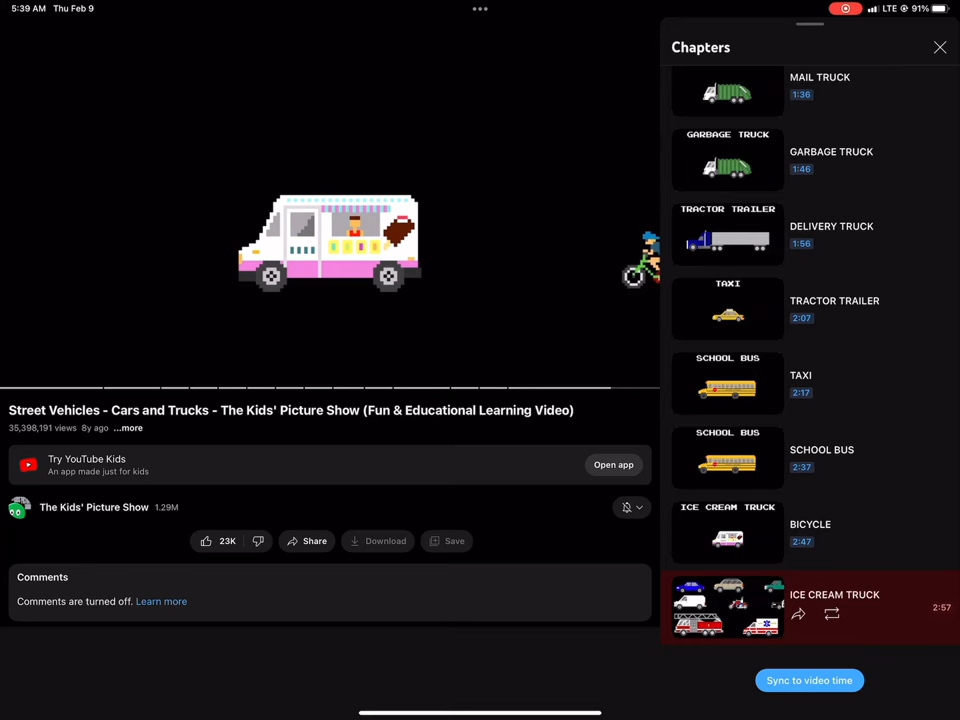 5:39 AM Thu Feb 9
LTE 91%
Chapters
MAIL TRUCK
1:36
GARBAGE TRUCK
GARBAGE TRUCK
1:46
TRACTOR TRAILER
DELIVERY TRUCK
1:56
TAXI
TRACTOR TRAILER
2:07
SCHOOL BUS
TAXI
2:17
SCHOOL BUS
SCHOOL BUS
2:37
ICE CREAM TRUCK
BICYCLE
2:47
ICE CREAM TRUCK
2:57
Sync to video time
Street Vehicles - Cars and Trucks - The Kids' Picture Show (Fun & Educational Learning Video)
35,398,191 views 8y ago ...more
Try YouTube Kids
An app made just for kids
Open app
The Kids' Picture Show 1.29M
23K Share Download Save
Comments
Comments are turned off. Learn more